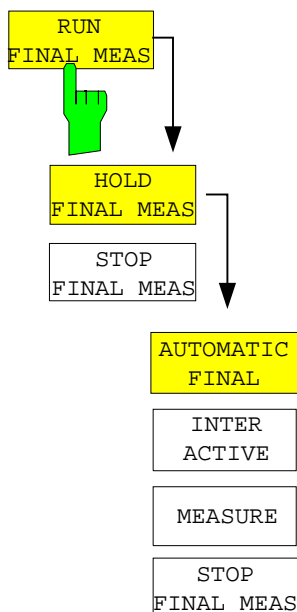 RUN
FINAL MEAS
HOLD
FINAL MEAS
STOP
FINAL MEAS
AUTOMATIC
FINAL
INTER
ACTIVE
MEASURE
STOP
FINAL MEAS